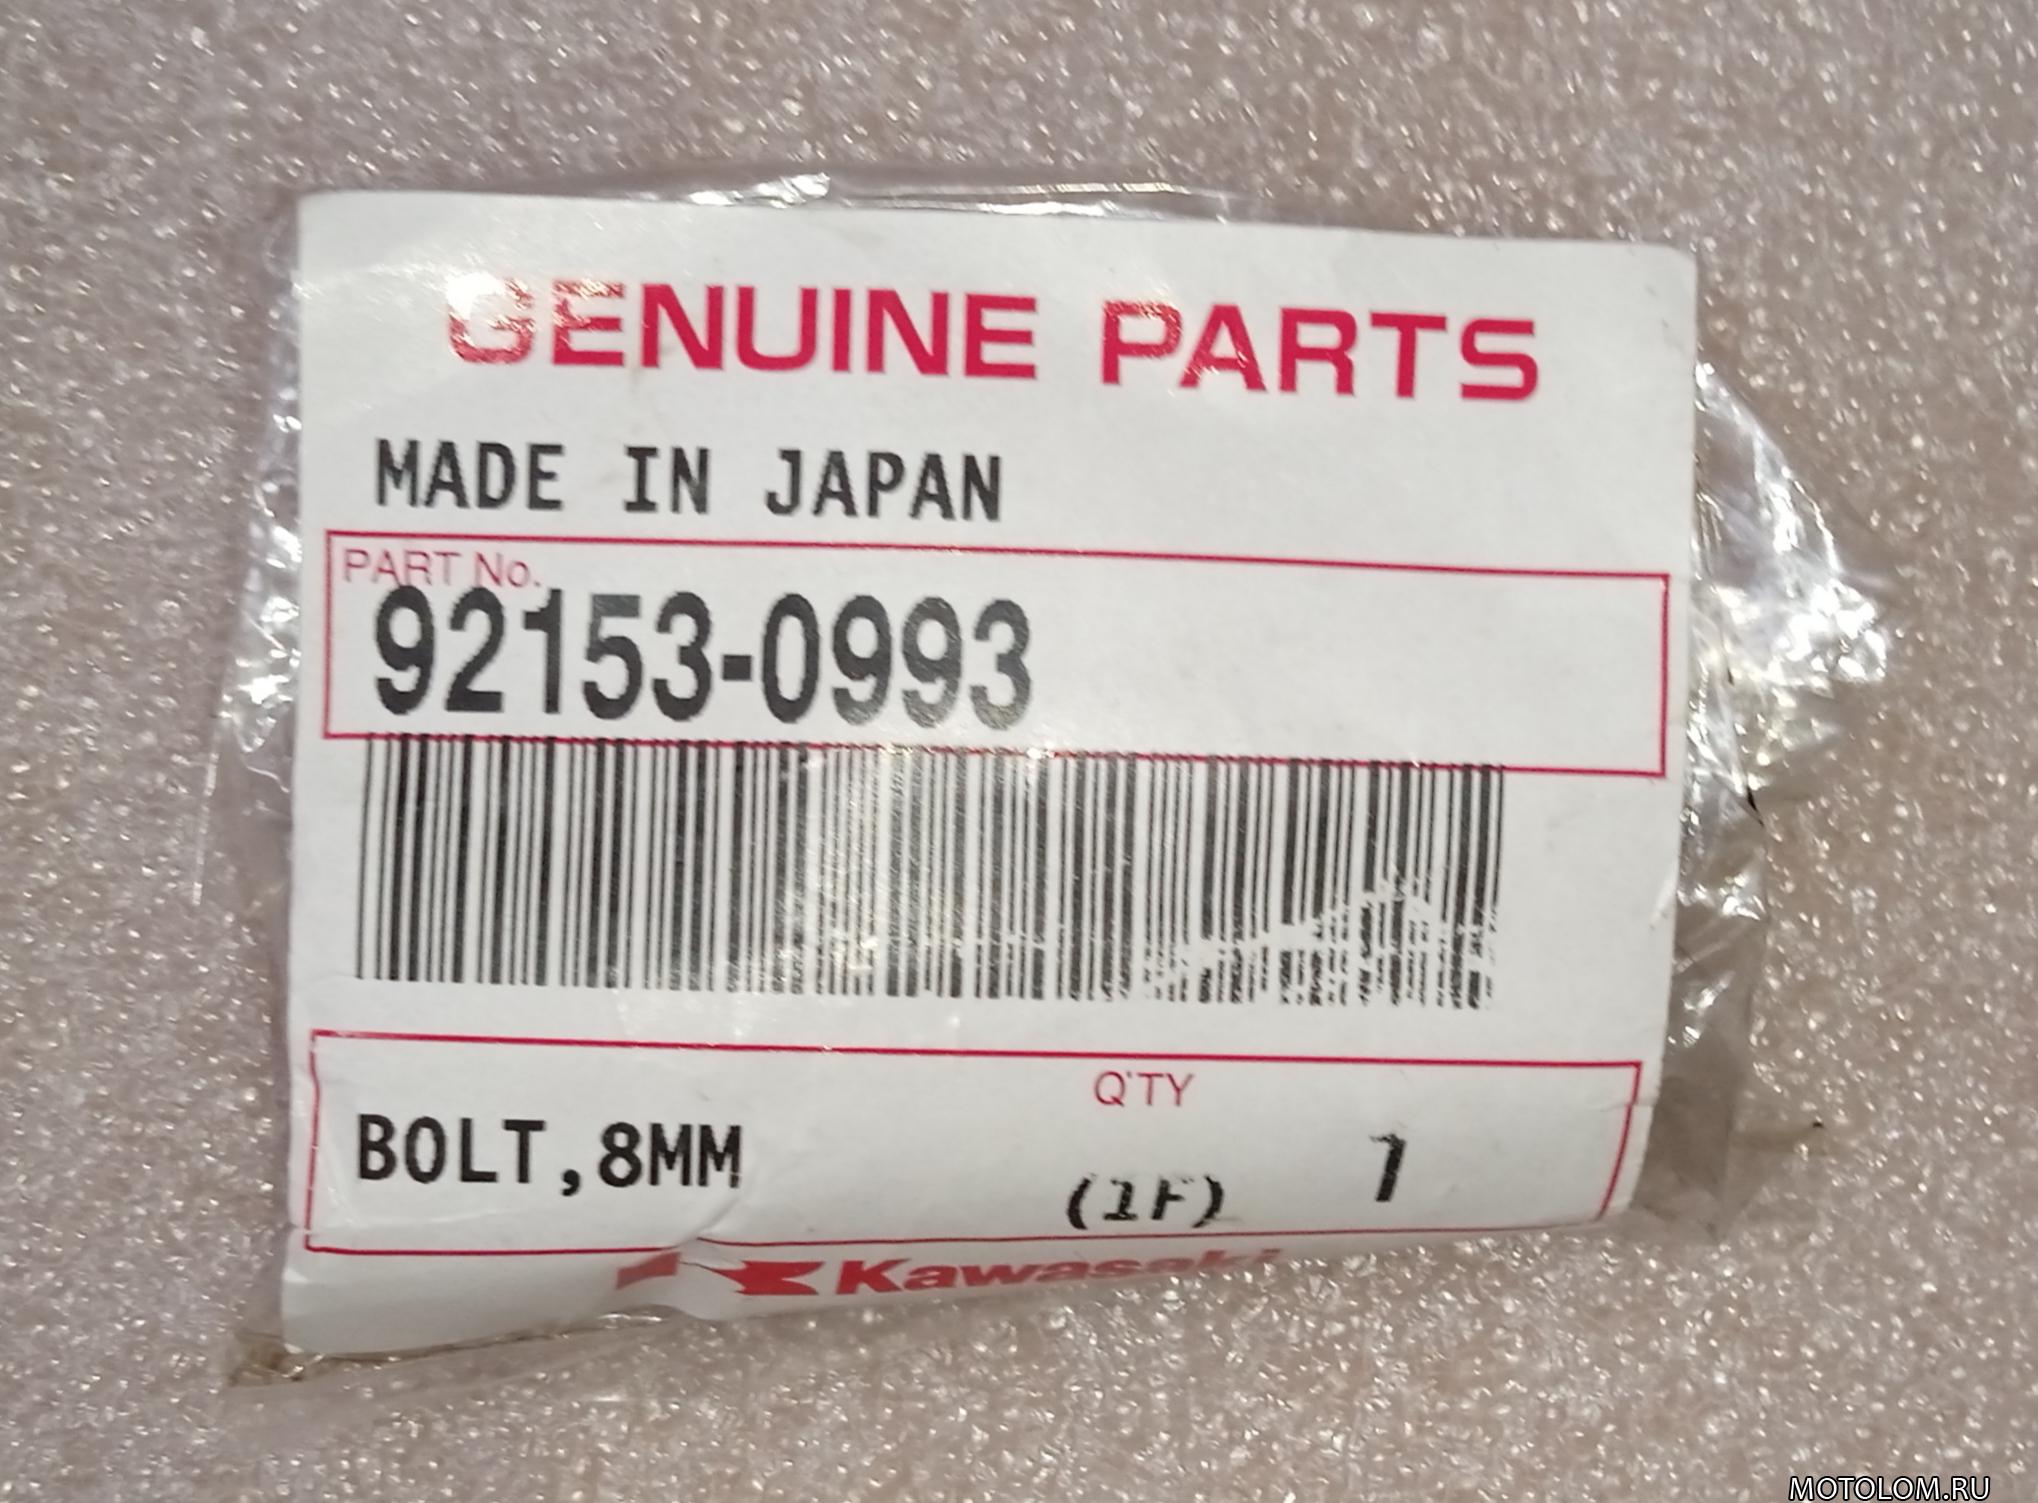 GENUINE PARTS
MADE IN JAPAN
PART No.
92153-0993
Q'TY
BOLT,8MM
(1F) 1
Kawasaki
MOTOLOM.RU